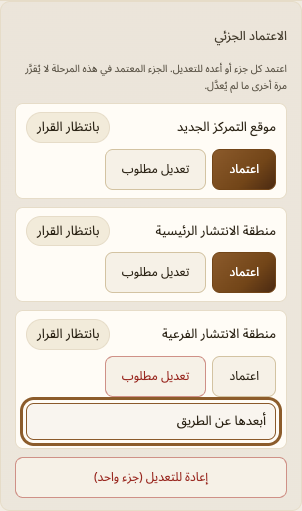 الاعتماد الجزئي
اعتمد كل جزء أو أعده للتعديل. الجزء المعتمد في هذه المرحلة لا يُقرَّر
مرة أخرى ما لم يُعدَّل.
موقع التمركز الجديد
بانتظار القرار
اعتماد
تعديل مطلوب
منطقة الانتشار الرئيسية
بانتظار القرار
اعتماد
تعديل مطلوب
منطقة الانتشار الفرعية
بانتظار القرار
اعتماد
تعديل مطلوب
أبعدها عن الطريق
إعادة للتعديل (جزء واحد)